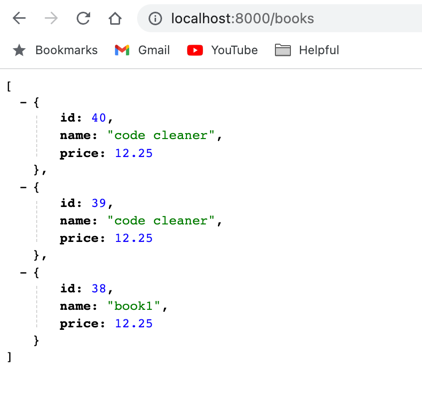 localhost:8000/books
Bookmarks Gmail YouTube Helpful
[
- {
id: 40,
name: "code cleaner",
price: 12.25
},
- {
id: 39,
name: "code cleaner",
price: 12.25
},
- {
id: 38,
name: "book1",
price: 12.25
}
]